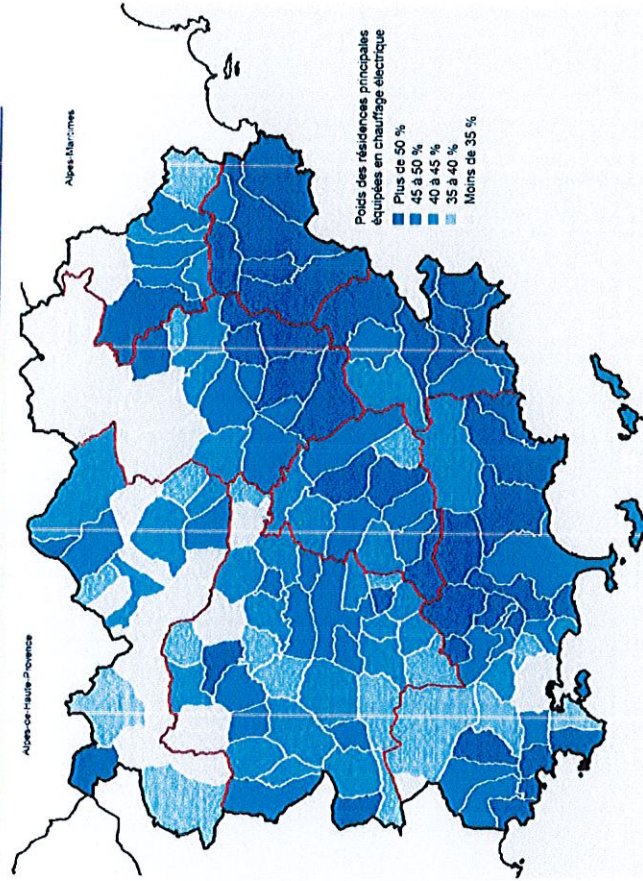 Alpes-de-Haute-Provence
Alpes-Maritimes
Poids des résidences principales
équipées en chauffage électrique
Plus de 50 %
45 à 50 %
40 à 45 %
35 à 40 %
Moins de 35 %